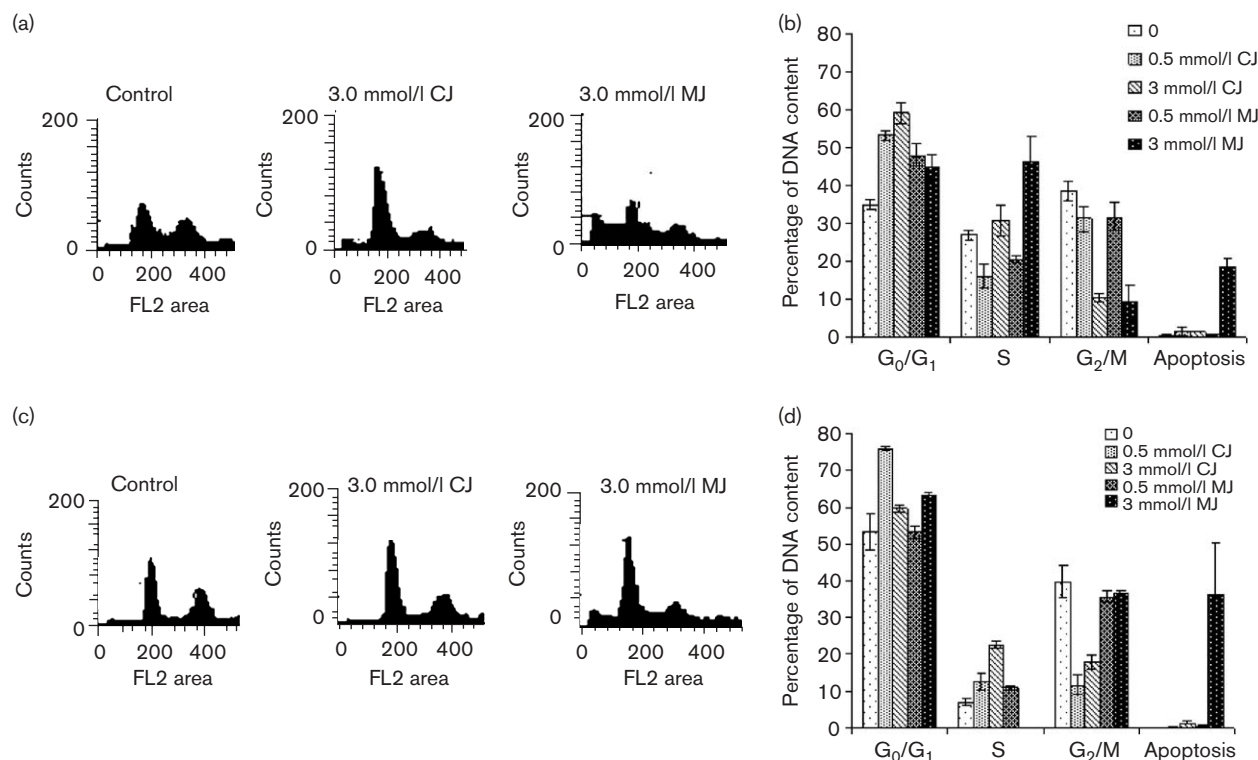 (a)
Control
200
Counts
0
0 200 400
FL2 area
3.0 mmol/l CJ
200
Counts
0
0 200 400
FL2 area
3.0 mmol/l MJ
200
Counts
0
0 200 400
FL2 area
(b)
Percentage of DNA content
80
70
60
50
40
30
20
10
0
G₀/G₁ S G₂/M Apoptosis
0
0.5 mmol/l CJ
3 mmol/l CJ
0.5 mmol/l MJ
3 mmol/l MJ
(c)
Control
200
Counts
0
0 200 400
FL2 area
3.0 mmol/l CJ
200
Counts
0
0 200 400
FL2 area
3.0 mmol/l MJ
200
Counts
0
0 200 400
FL2 area
(d)
Percentage of DNA content
80
70
60
50
40
30
20
10
0
G₀/G₁ S G₂/M Apoptosis
0
0.5 mmol/l CJ
3 mmol/l CJ
0.5 mmol/l MJ
3 mmol/l MJ